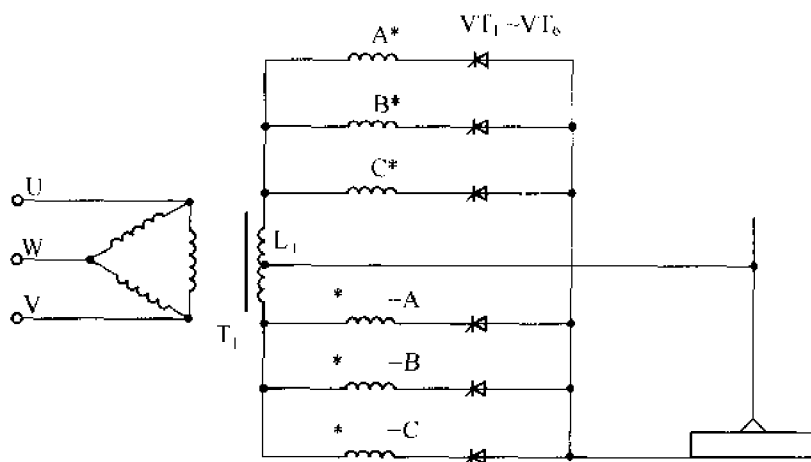 A*
VT₁~VT₆
B*
C*
U
W
L₁
* -A
V
T₁
* -B
* -C